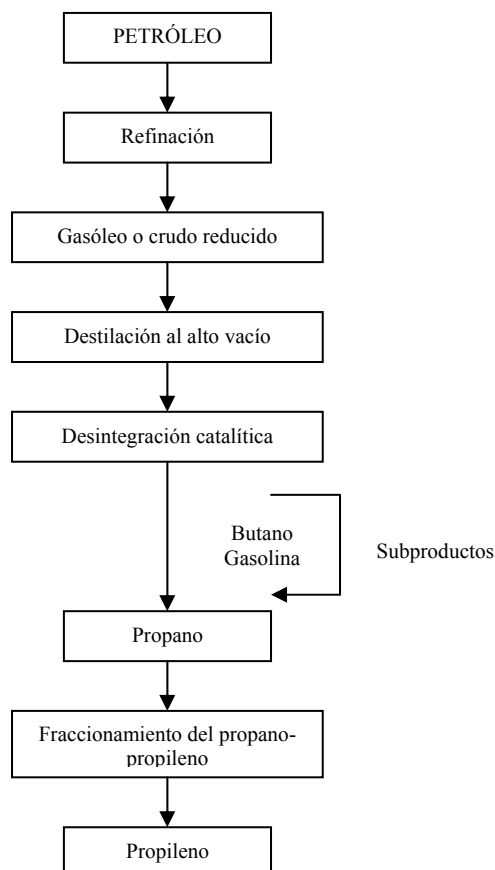 PETRÓLEO
Refinación
Gasóleo o crudo reducido
Destilación al alto vacío
Desintegración catalítica
Butano
Gasolina
Subproductos
Propano
Fraccionamiento del propano-
propileno
Propileno